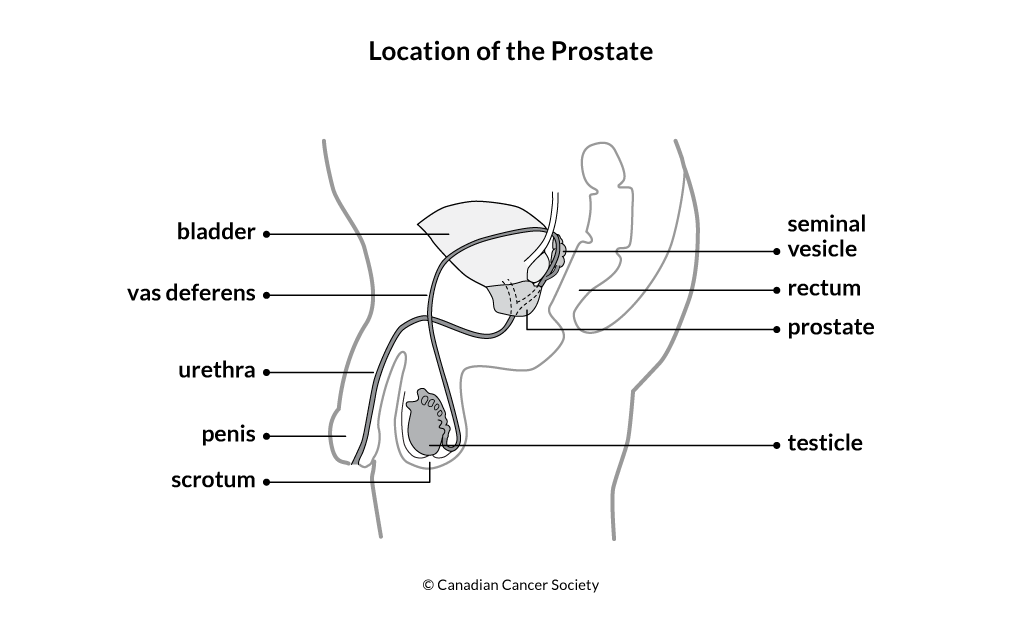 Location of the Prostate
bladder
vas deferens
urethra
penis
scrotum
seminal
vesicle
rectum
prostate
testicle
© Canadian Cancer Society